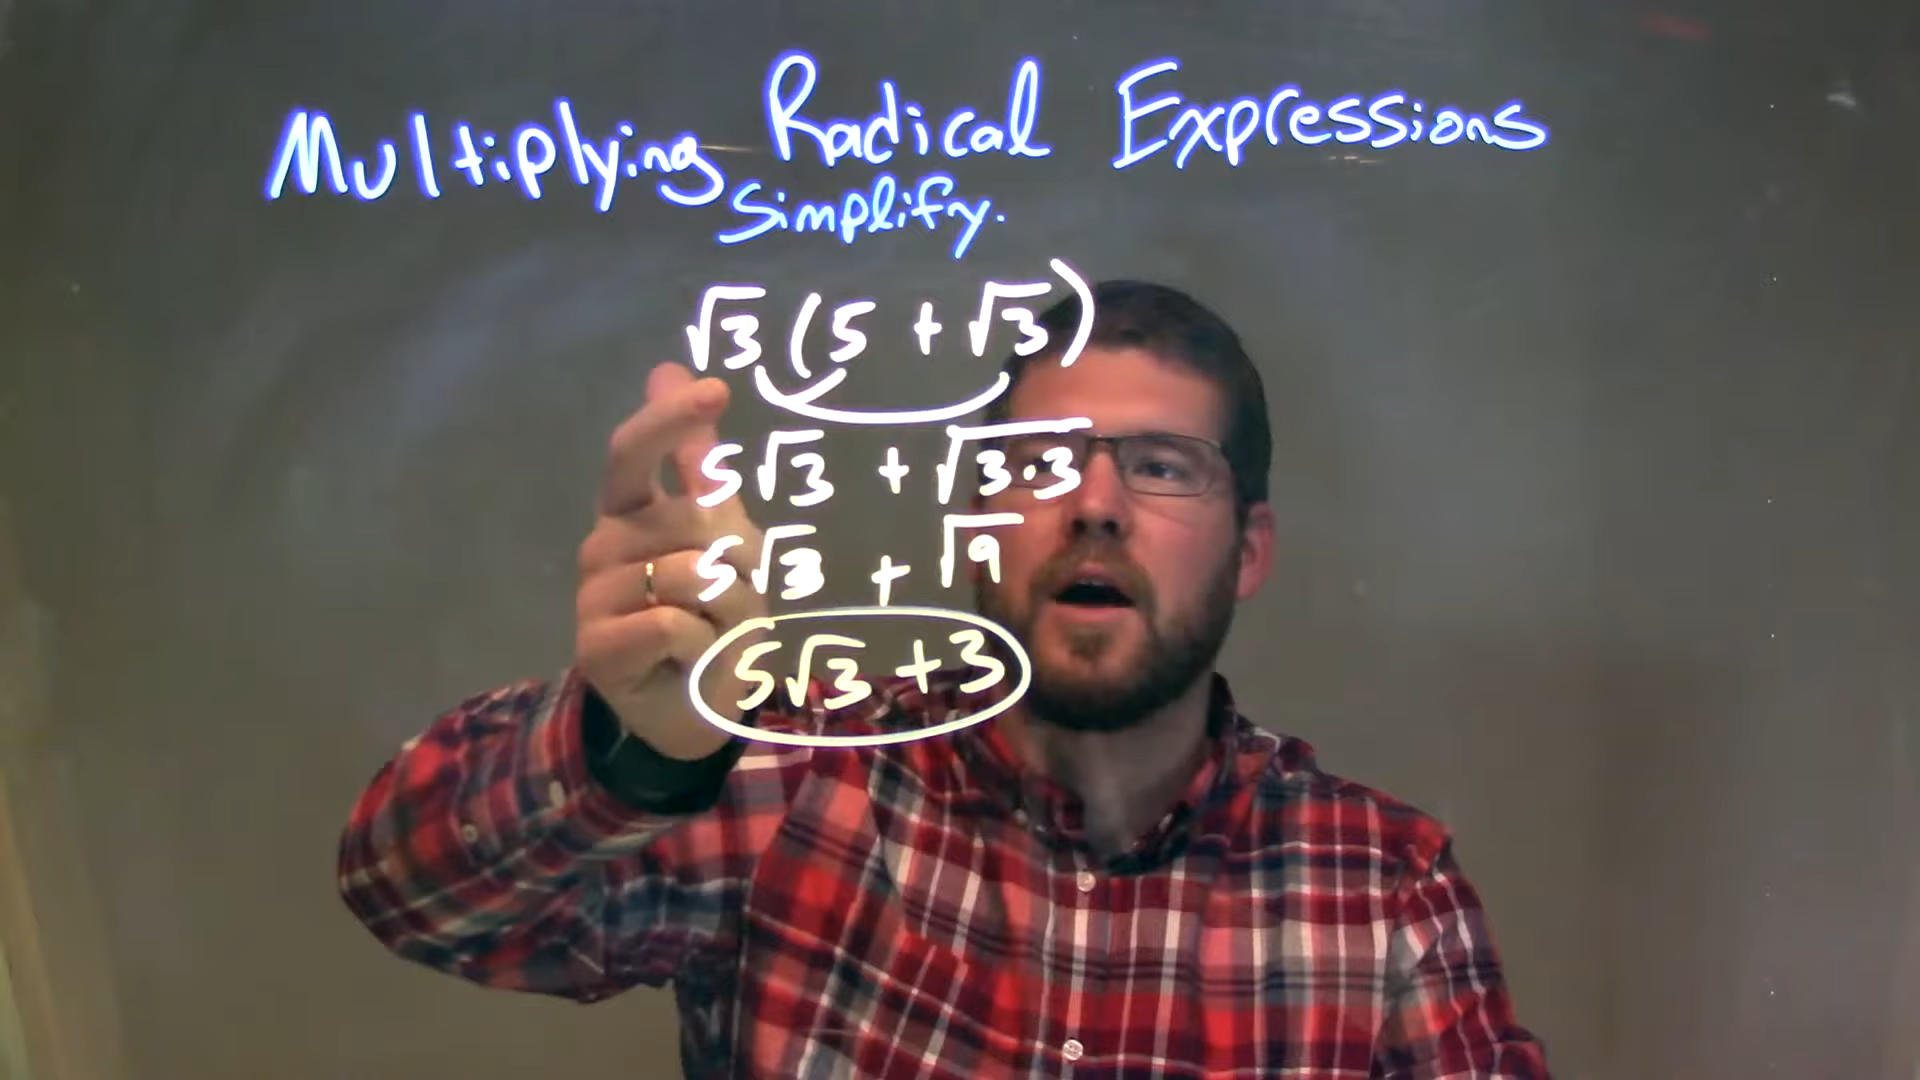 Multiplying Radical Expressions
Simplify.
√3 (5 + √3)
5√3 + √3·3
5√3 + √9
5√3 + 3